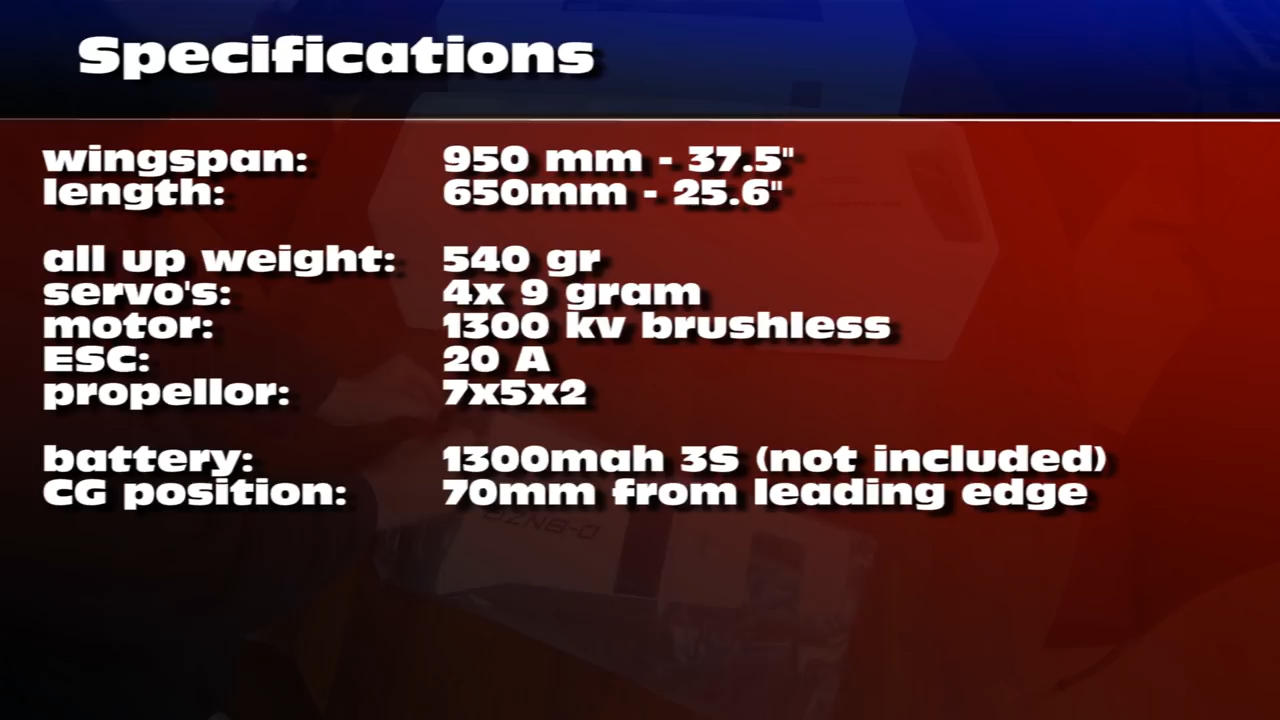 Specifications
wingspan: 950 mm - 37.5"
length: 650mm - 25.6"
all up weight: 540 gr
servo's: 4x 9 gram
motor: 1300 kv brushless
ESC: 20 A
propellor: 7x5x2
battery: 1300mah 3S (not included)
CG position: 70mm from leading edge